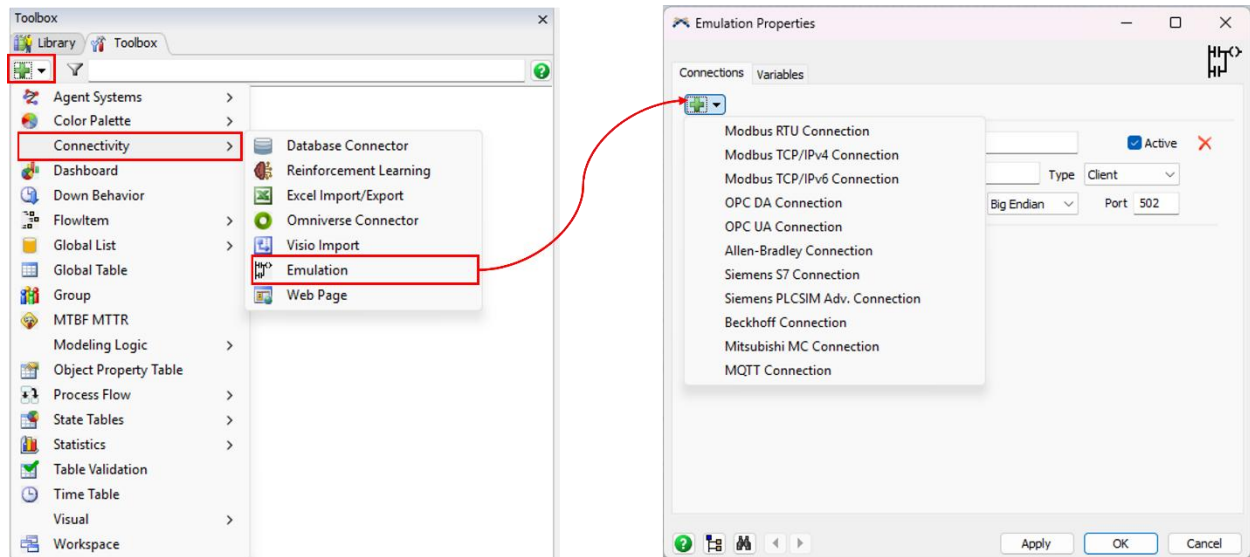 Toolbox
Library Toolbox
Agent Systems
Color Palette
Connectivity
Dashboard
Down Behavior
FlowItem
Global List
Global Table
Group
MTBF MTTR
Modeling Logic
Object Property Table
Process Flow
State Tables
Statistics
Table Validation
Time Table
Visual
Workspace
Database Connector
Reinforcement Learning
Excel Import/Export
Omniverse Connector
Visio Import
Emulation
Web Page
Emulation Properties
Connections Variables
Modbus RTU Connection
Modbus TCP/IPv4 Connection
Modbus TCP/IPv6 Connection
OPC DA Connection
OPC UA Connection
Allen-Bradley Connection
Siemens S7 Connection
Siemens PLCSIM Adv. Connection
Beckhoff Connection
Mitsubishi MC Connection
MQTT Connection
Active
Type Client
Big Endian Port 502
Apply OK Cancel